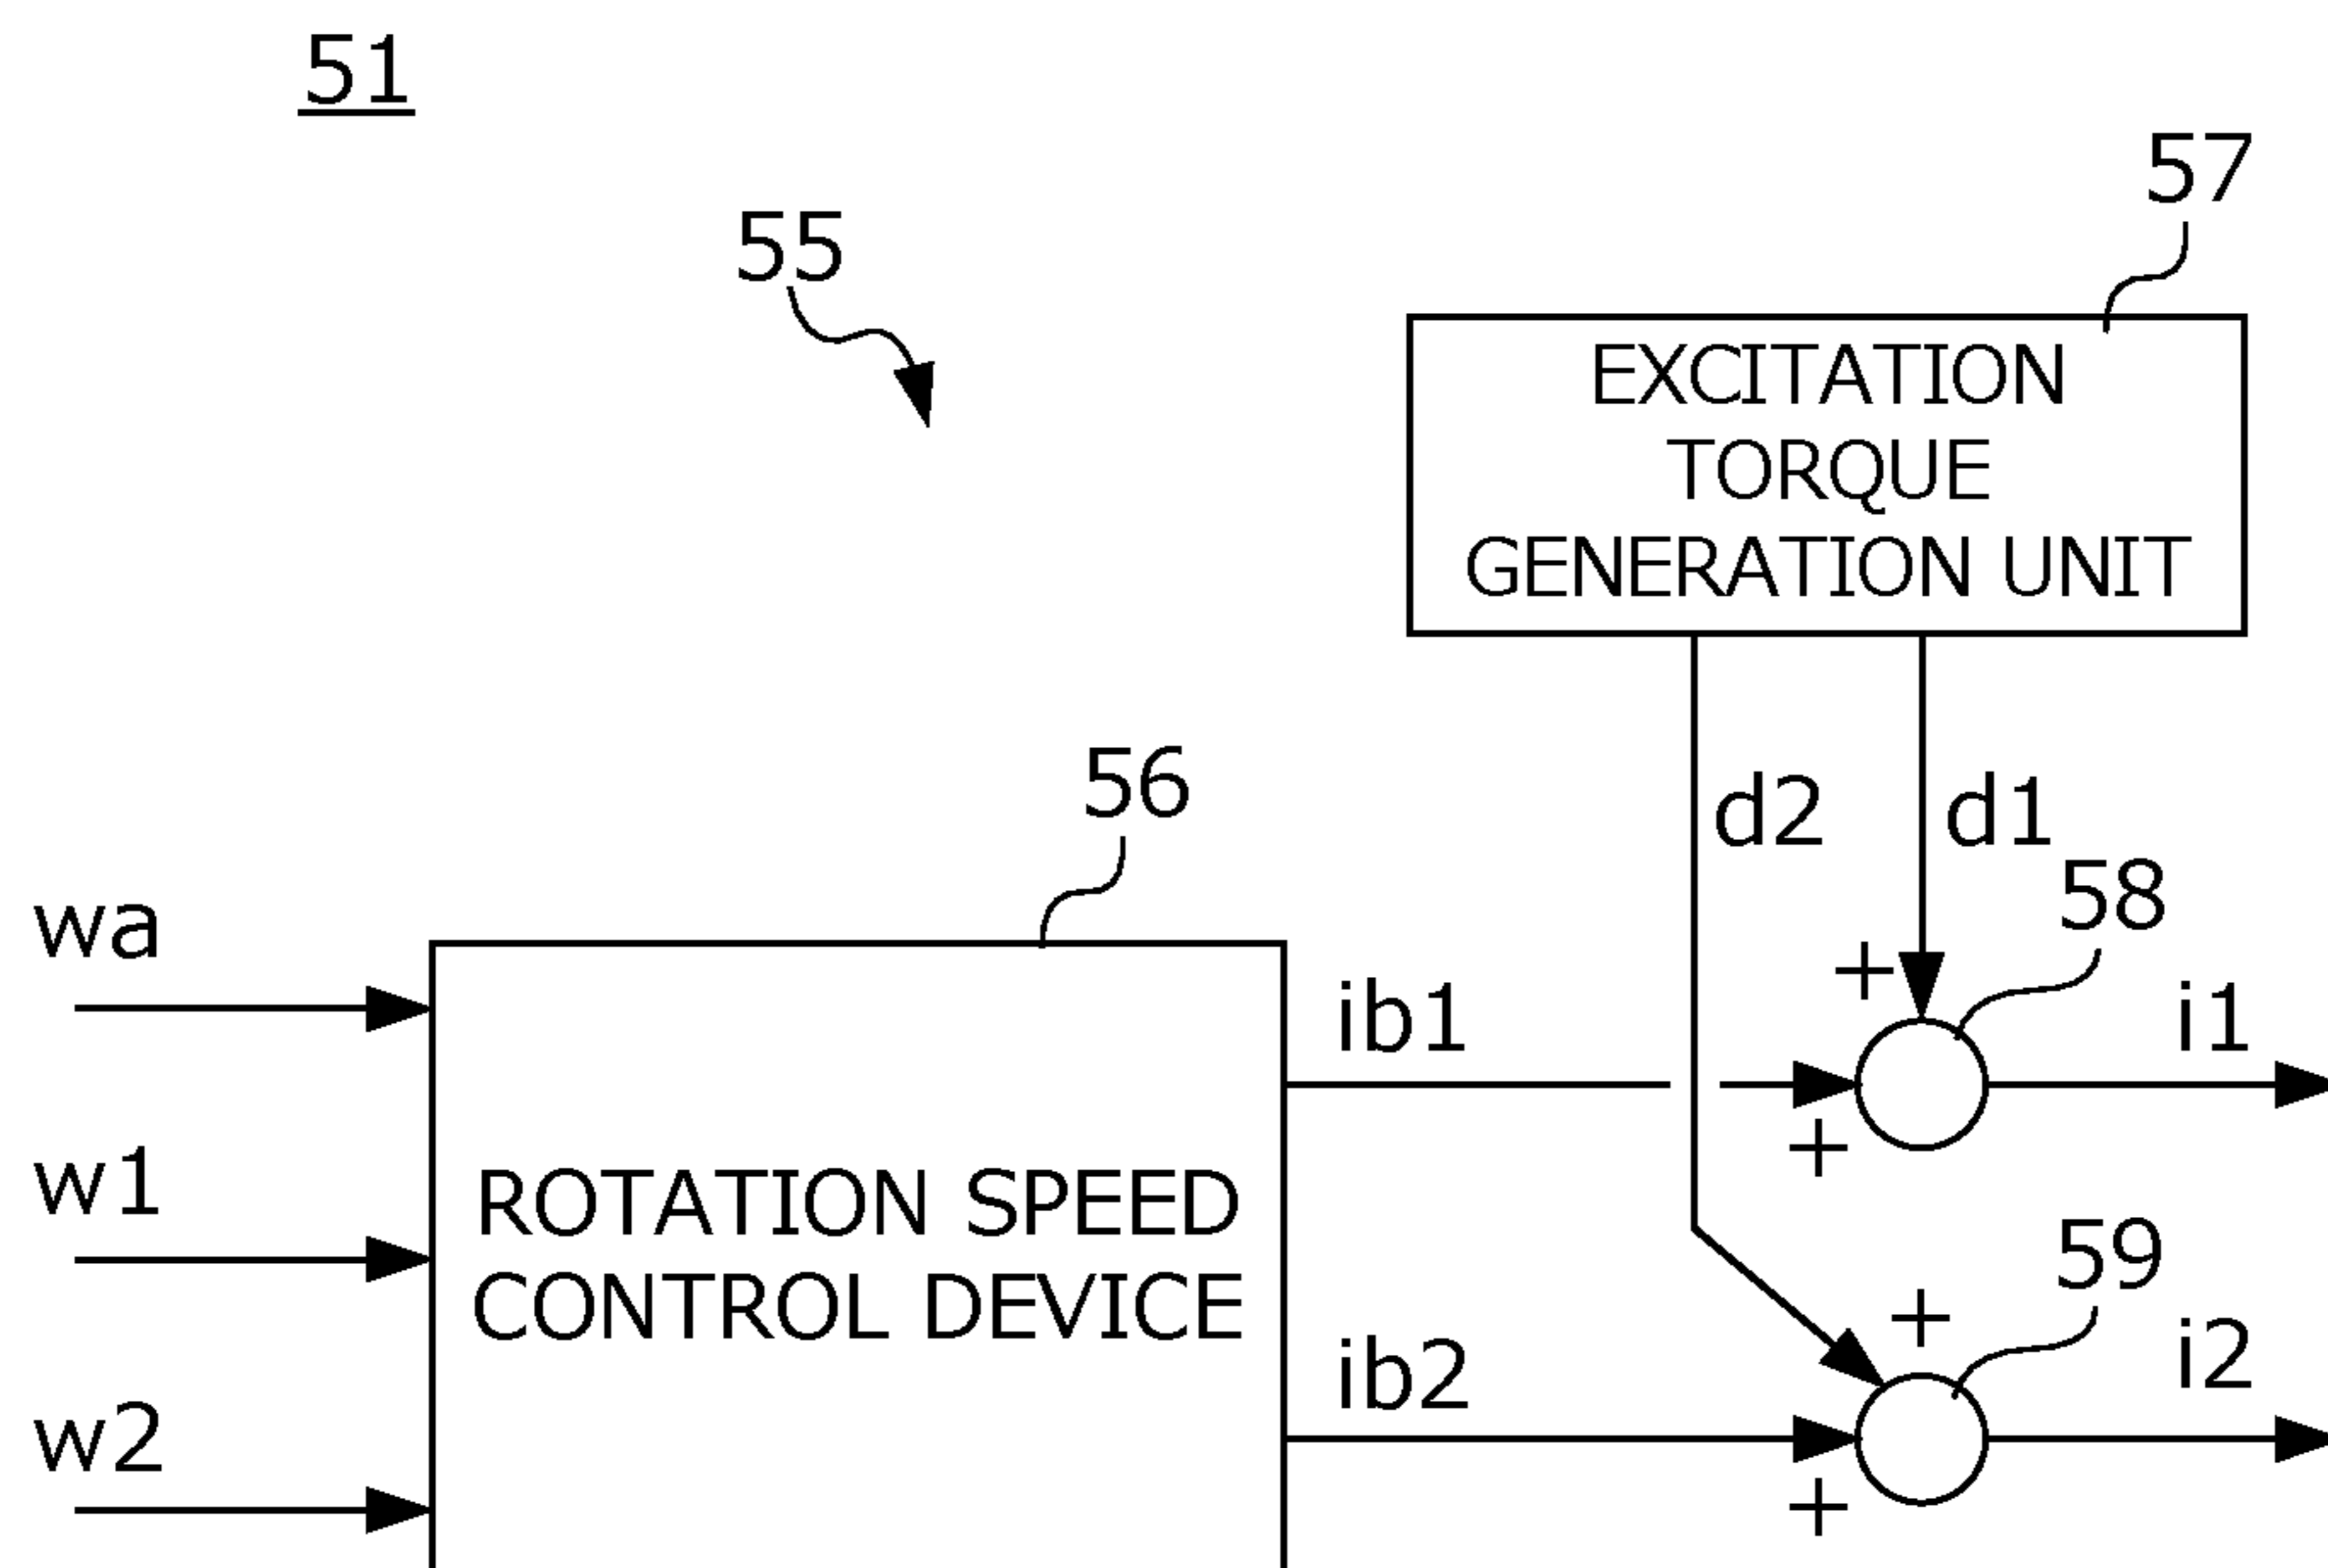 51
57
55
EXCITATION
TORQUE
GENERATION UNIT
56
d2
d1
58
wa
+
ib1
i1
+
w1
ROTATION SPEED
CONTROL DEVICE
59
+
ib2
i2
w2
+